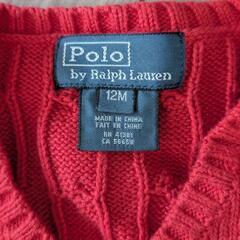 Polo
by Ralph Lauren
12M
MADE IN CHINA
FAIT EN CHINE
RN 41381
CA 56658